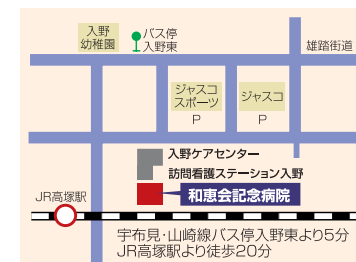 入野
幼稚園
バス停
入野東
雄踏街道
ジャスコ
スポーツ
P
ジャスコ
P
入野ケアセンター
訪問看護ステーション入野
和恵会記念病院
JR高塚駅
宇布見・山崎線バス停入野東より5分
JR高塚駅より徒歩20分